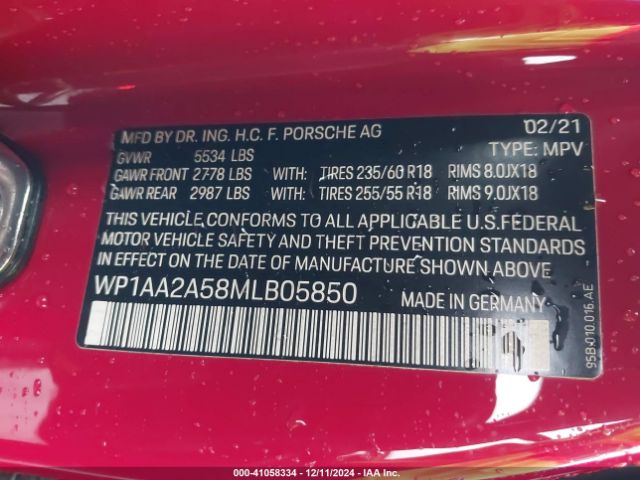 MFD BY DR. ING. H.C. F. PORSCHE AG 02/21
GVWR 5534 LBS TYPE: MPV
GAWR FRONT 2778 LBS WITH: TIRES 235/60 R18 RIMS 8.0JX18
GAWR REAR 2987 LBS WITH: TIRES 255/55 R18 RIMS 9.0JX18
THIS VEHICLE CONFORMS TO ALL APPLICABLE U.S.FEDERAL
MOTOR VEHICLE SAFETY AND THEFT PREVENTION STANDARDS
IN EFFECT ON THE DATE OF MANUFACTURE SHOWN ABOVE.
WP1AA2A58MLB05850 MADE IN GERMANY
95B.010.016.AE
000-41058334 | 12/11/2024 - IAA Inc.